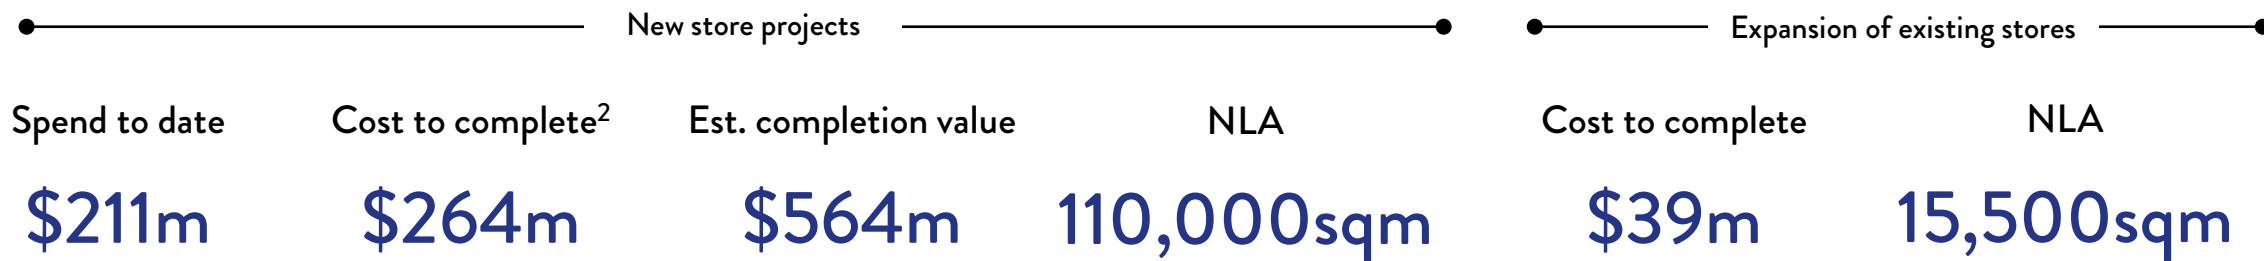 New store projects
Expansion of existing stores
Spend to date
Cost to complete²
Est. completion value
NLA
Cost to complete
NLA
$211m
$264m
$564m
110,000sqm
$39m
15,500sqm